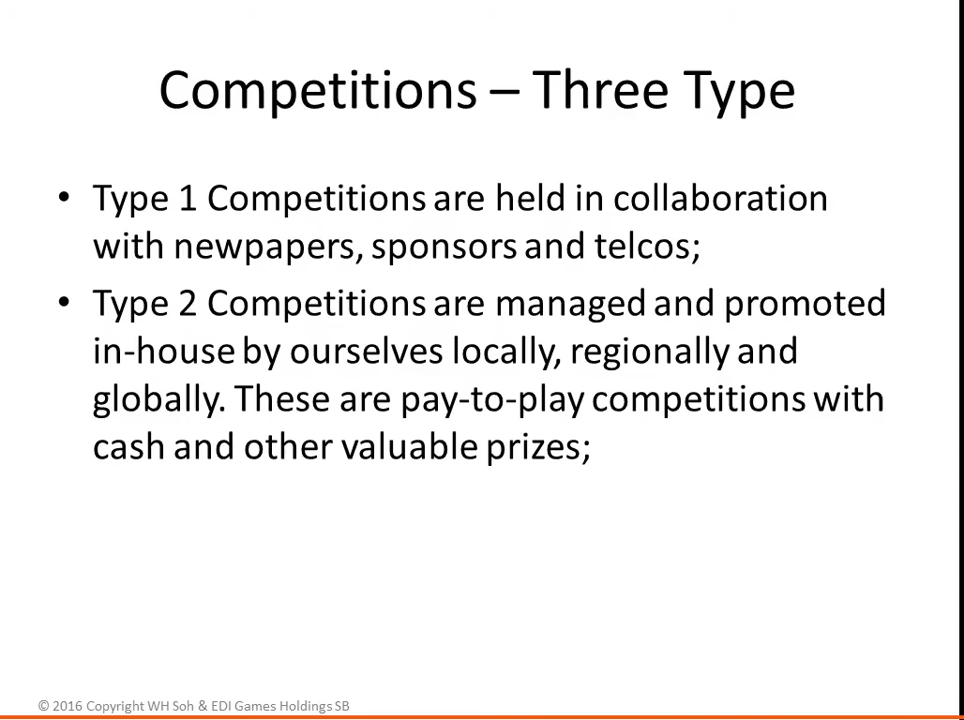 Competitions – Three Type
• Type 1 Competitions are held in collaboration
with newpapers, sponsors and telcos;
• Type 2 Competitions are managed and promoted
in-house by ourselves locally, regionally and
globally. These are pay-to-play competitions with
cash and other valuable prizes;
© 2016 Copyright WH Soh & EDI Games Holdings SB